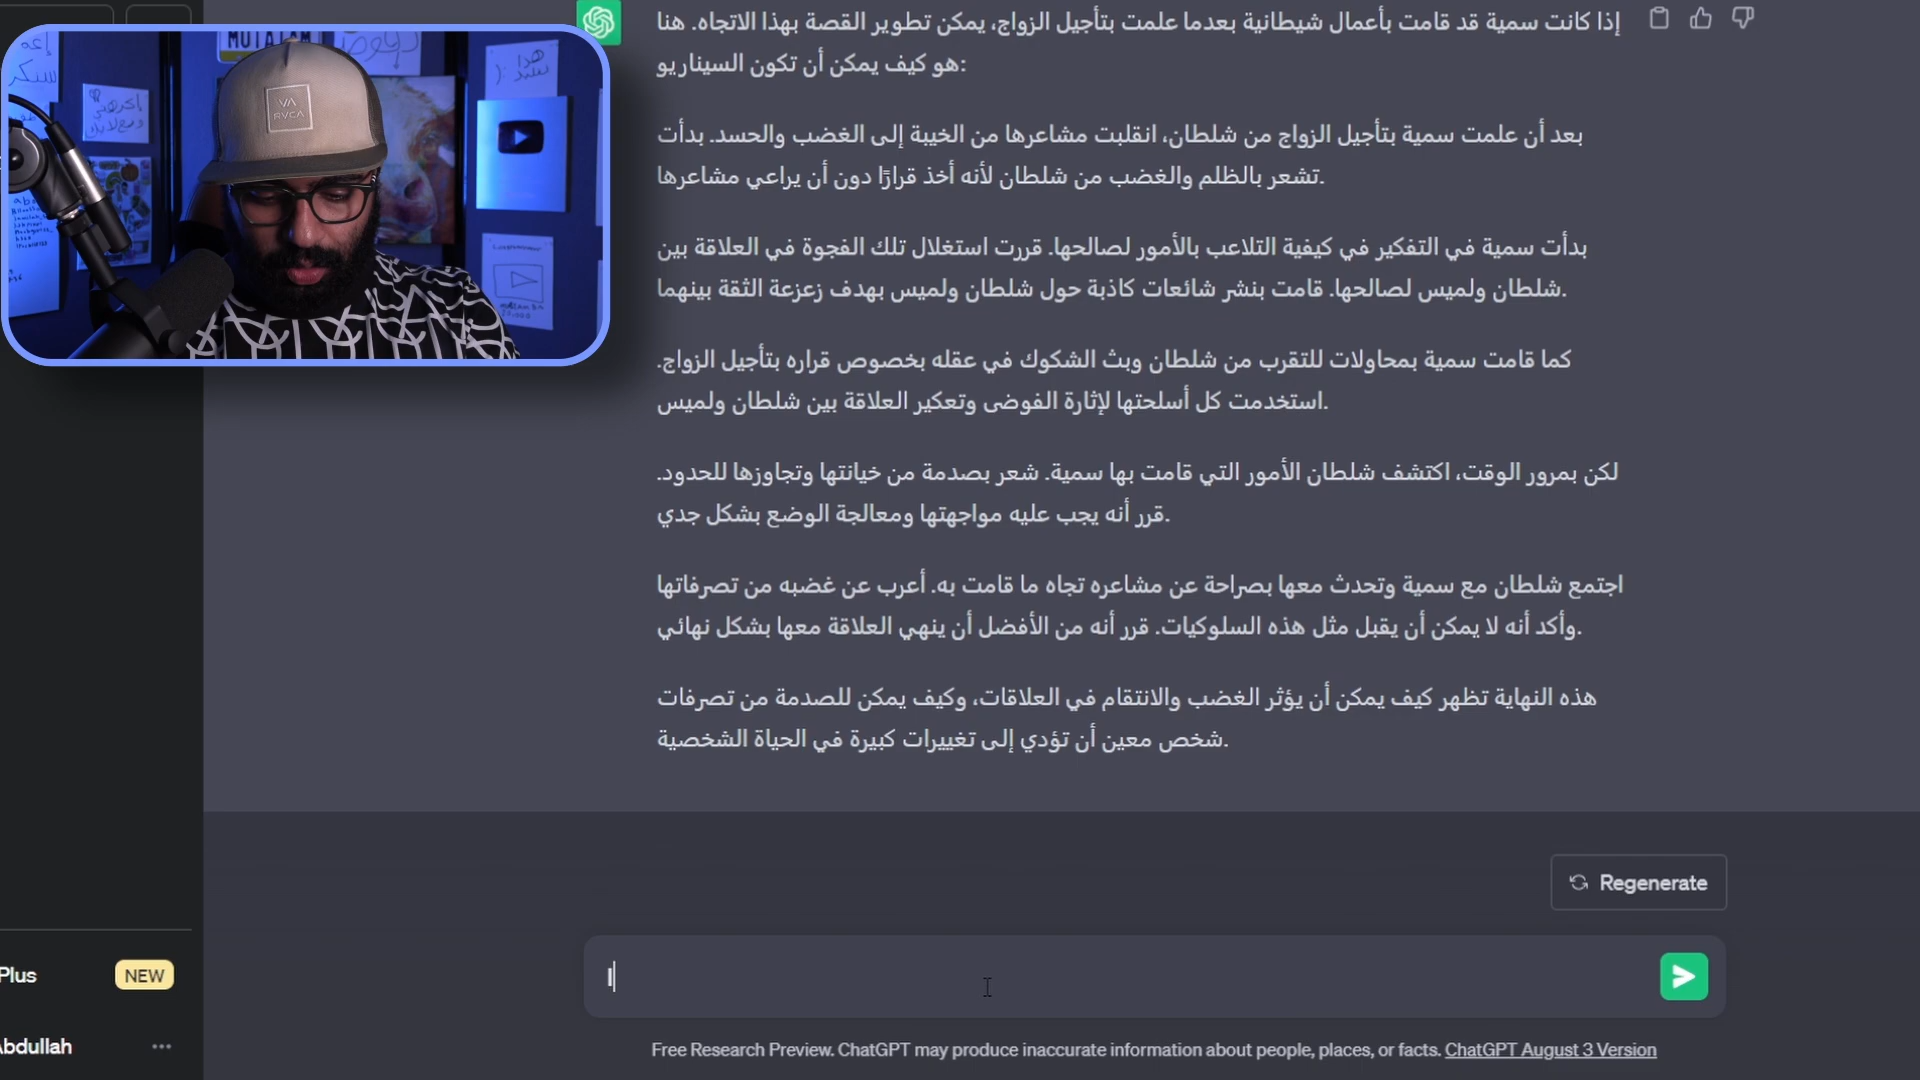 MUTALAM
هذا
VA
RVCA
إذا كانت سمية قد قامت بأعمال شيطانية بعدما علمت بتأجيل الزواج، يمكن تطوير القصة بهذا الاتجاه. هنا
هو كيف يمكن أن تكون السيناريو:
بعد أن علمت سمية بتأجيل الزواج من شلطان، انقلبت مشاعرها من الخيبة إلى الغضب والحسد. بدأت
تشعر بالظلم والغضب من شلطان لأنه أخذ قرارًا دون أن يراعي مشاعرها.
بدأت سمية في التفكير في كيفية التلاعب بالأمور لصالحها. قررت استغلال تلك الفجوة في العلاقة بين
شلطان ولميس لصالحها. قامت بنشر شائعات كاذبة حول شلطان ولميس بهدف زعزعة الثقة بينهما.
كما قامت سمية بمحاولات للتقرب من شلطان وبث الشكوك في عقله بخصوص قراره بتأجيل الزواج.
استخدمت كل أسلحتها لإثارة الفوضى وتعكير العلاقة بين شلطان ولميس.
لكن بمرور الوقت، اكتشف شلطان الأمور التي قامت بها سمية. شعر بصدمة من خيانتها وتجاوزها للحدود.
قرر أنه يجب عليه مواجهتها ومعالجة الوضع بشكل جدي.
اجتمع شلطان مع سمية وتحدث معها بصراحة عن مشاعره تجاه ما قامت به. أعرب عن غضبه من تصرفاتها
وأكد أنه لا يمكن أن يقبل مثل هذه السلوكيات. قرر أنه من الأفضل أن ينهي العلاقة معها بشكل نهائي.
هذه النهاية تظهر كيف يمكن أن يؤثر الغضب والانتقام في العلاقات، وكيف يمكن للصدمة من تصرفات
شخص معين أن تؤدي إلى تغييرات كبيرة في الحياة الشخصية.
Regenerate
Plus NEW
Abdullah
Free Research Preview. ChatGPT may produce inaccurate information about people, places, or facts. ChatGPT August 3 Version